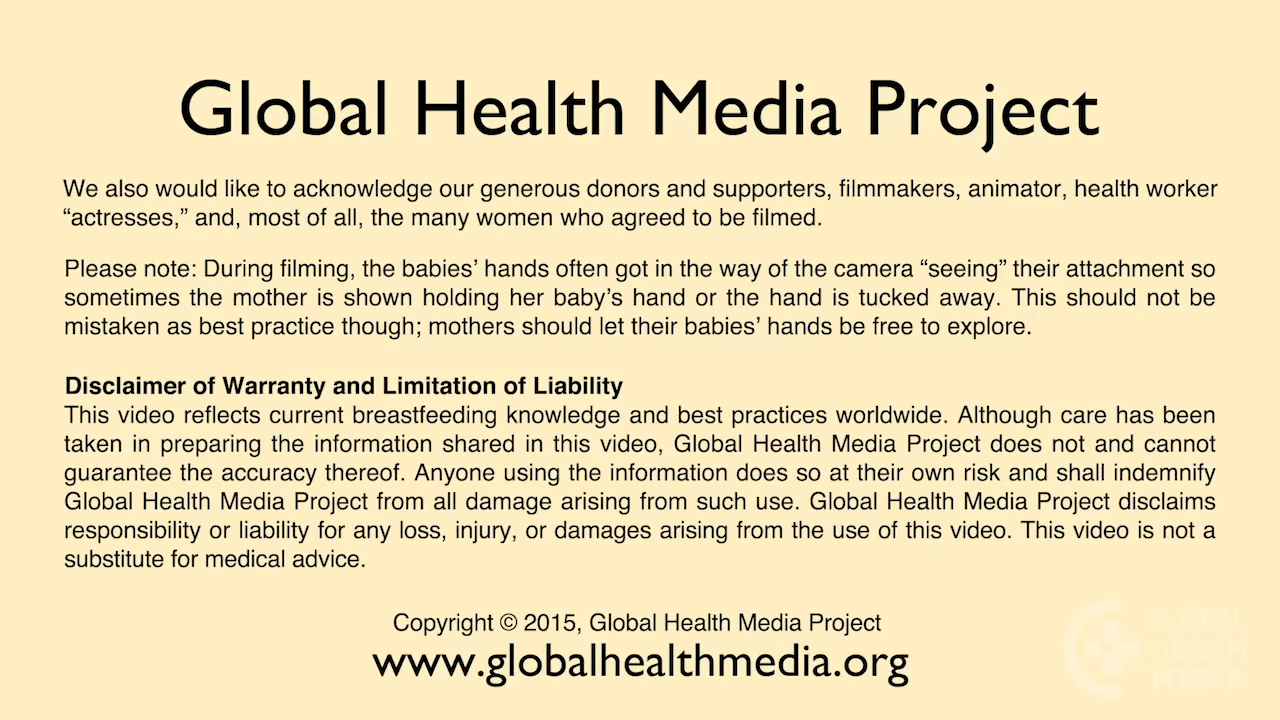 Global Health Media Project
We also would like to acknowledge our generous donors and supporters, filmmakers, animator, health worker
“actresses,” and, most of all, the many women who agreed to be filmed.
Please note: During filming, the babies’ hands often got in the way of the camera “seeing” their attachment so
sometimes the mother is shown holding her baby’s hand or the hand is tucked away. This should not be
mistaken as best practice though; mothers should let their babies’ hands be free to explore.
Disclaimer of Warranty and Limitation of Liability
This video reflects current breastfeeding knowledge and best practices worldwide. Although care has been
taken in preparing the information shared in this video, Global Health Media Project does not and cannot
guarantee the accuracy thereof. Anyone using the information does so at their own risk and shall indemnify
Global Health Media Project from all damage arising from such use. Global Health Media Project disclaims
responsibility or liability for any loss, injury, or damages arising from the use of this video. This video is not a
substitute for medical advice.
Copyright © 2015, Global Health Media Project
www.globalhealthmedia.org
GLOBAL
HEALTH
MEDIA